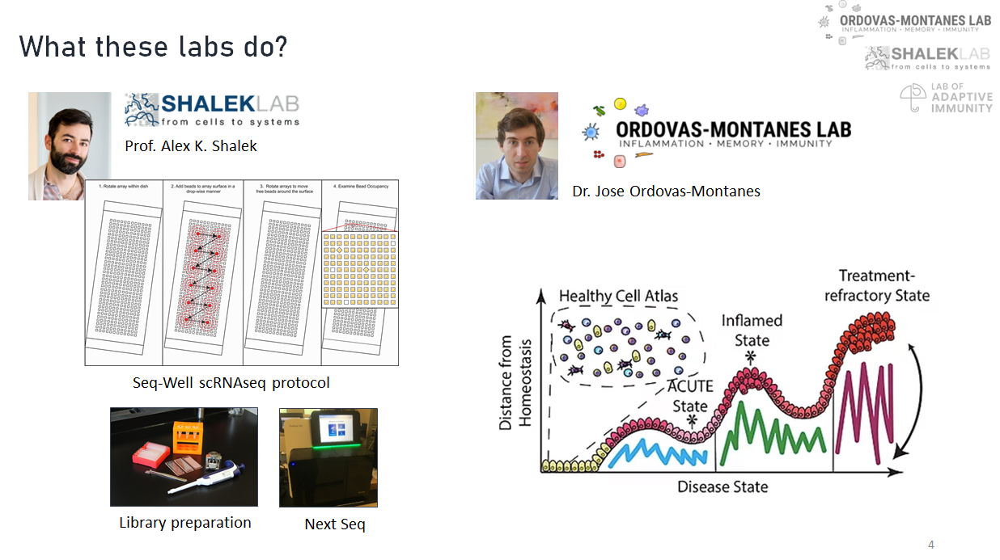 What these labs do?
ORDOVAS-MONTANES LAB
INFLAMMATION • MEMORY • IMMUNITY
SHALEKLAB
from cells to systems
LAB OF
ADAPTIVE
IMMUNITY
SHALEKLAB
from cells to systems
Prof. Alex K. Shalek
1. Rotate array within dish
2. Add beads to array surface in a
drop-wise manner
3. Rotate arrays to move
free beads around the surface
4. Examine Bead Occupancy
Seq-Well scRNAseq protocol
Library preparation
Next Seq
ORDOVAS-MONTANES LAB
INFLAMMATION • MEMORY • IMMUNITY
Dr. Jose Ordovas-Montanes
Treatment-
refractory State
Healthy Cell Atlas
Inflamed
State
*
ACUTE
State
*
Distance from
Homeostasis
Disease State
4